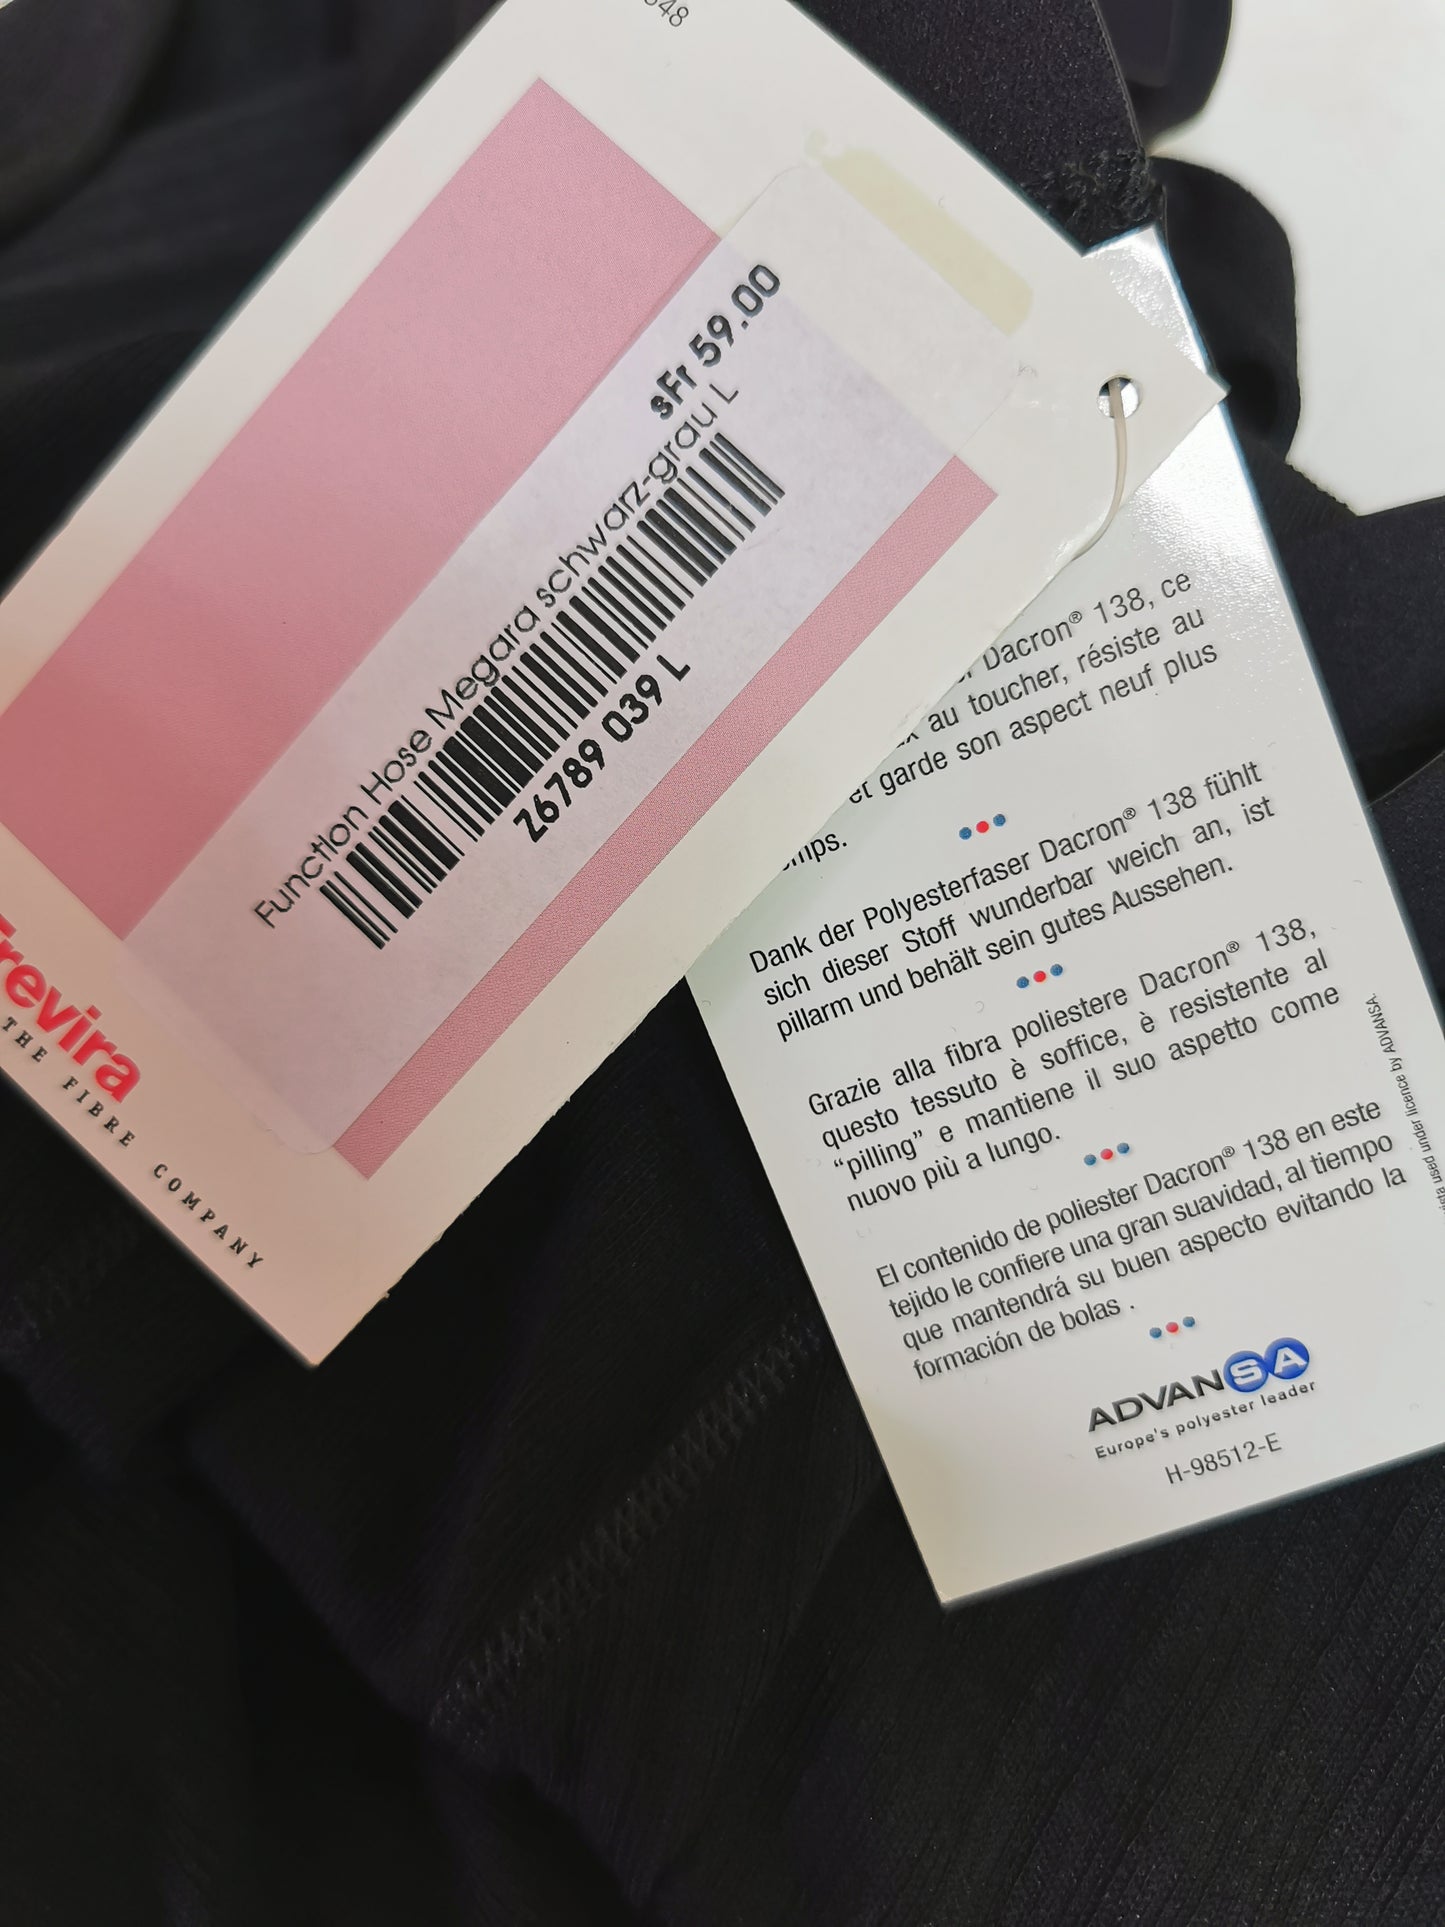 sFr 59.00
Function Hose Megara schwarz-grau L
Z6789 039 L
Trevira
THE FIBRE COMPANY
Dacron® 138, ce
au toucher, résiste au
et garde son aspect neuf plus
Dank der Polyesterfaser Dacron® 138 fühlt
sich dieser Stoff wunderbar weich an, ist
pillarm und behält sein gutes Aussehen.
Grazie alla fibra poliestere Dacron® 138,
questo tessuto è soffice, è resistente al
“pilling” e mantiene il suo aspetto come
nuovo più a lungo.
El contenido de poliester Dacron® 138 en este
tejido le confiere una gran suavidad, al tiempo
que mantendrá su buen aspecto evitando la
formación de bolas .
ADVANSA
Europe's polyester leader
H-98512-E
used under licence by ADVANSA.